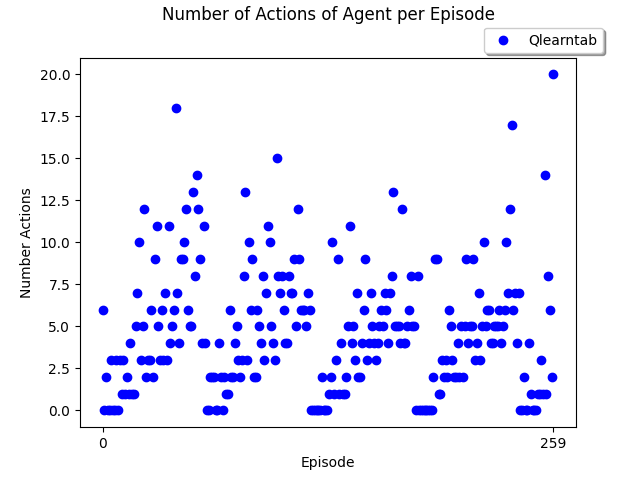 Number of Actions of Agent per Episode
Qlearntab
20.0
17.5
15.0
12.5
10.0
7.5
5.0
2.5
0.0
Number Actions
0
259
Episode